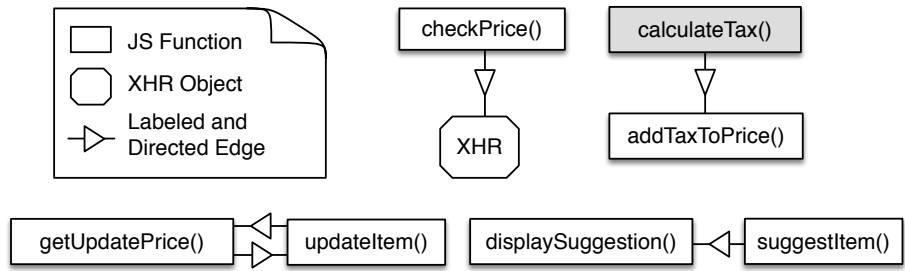 JS Function
XHR Object
Labeled and
Directed Edge
checkPrice()
XHR
calculateTax()
addTaxToPrice()
getUpdatePrice()
updateItem()
displaySuggestion()
suggestItem()